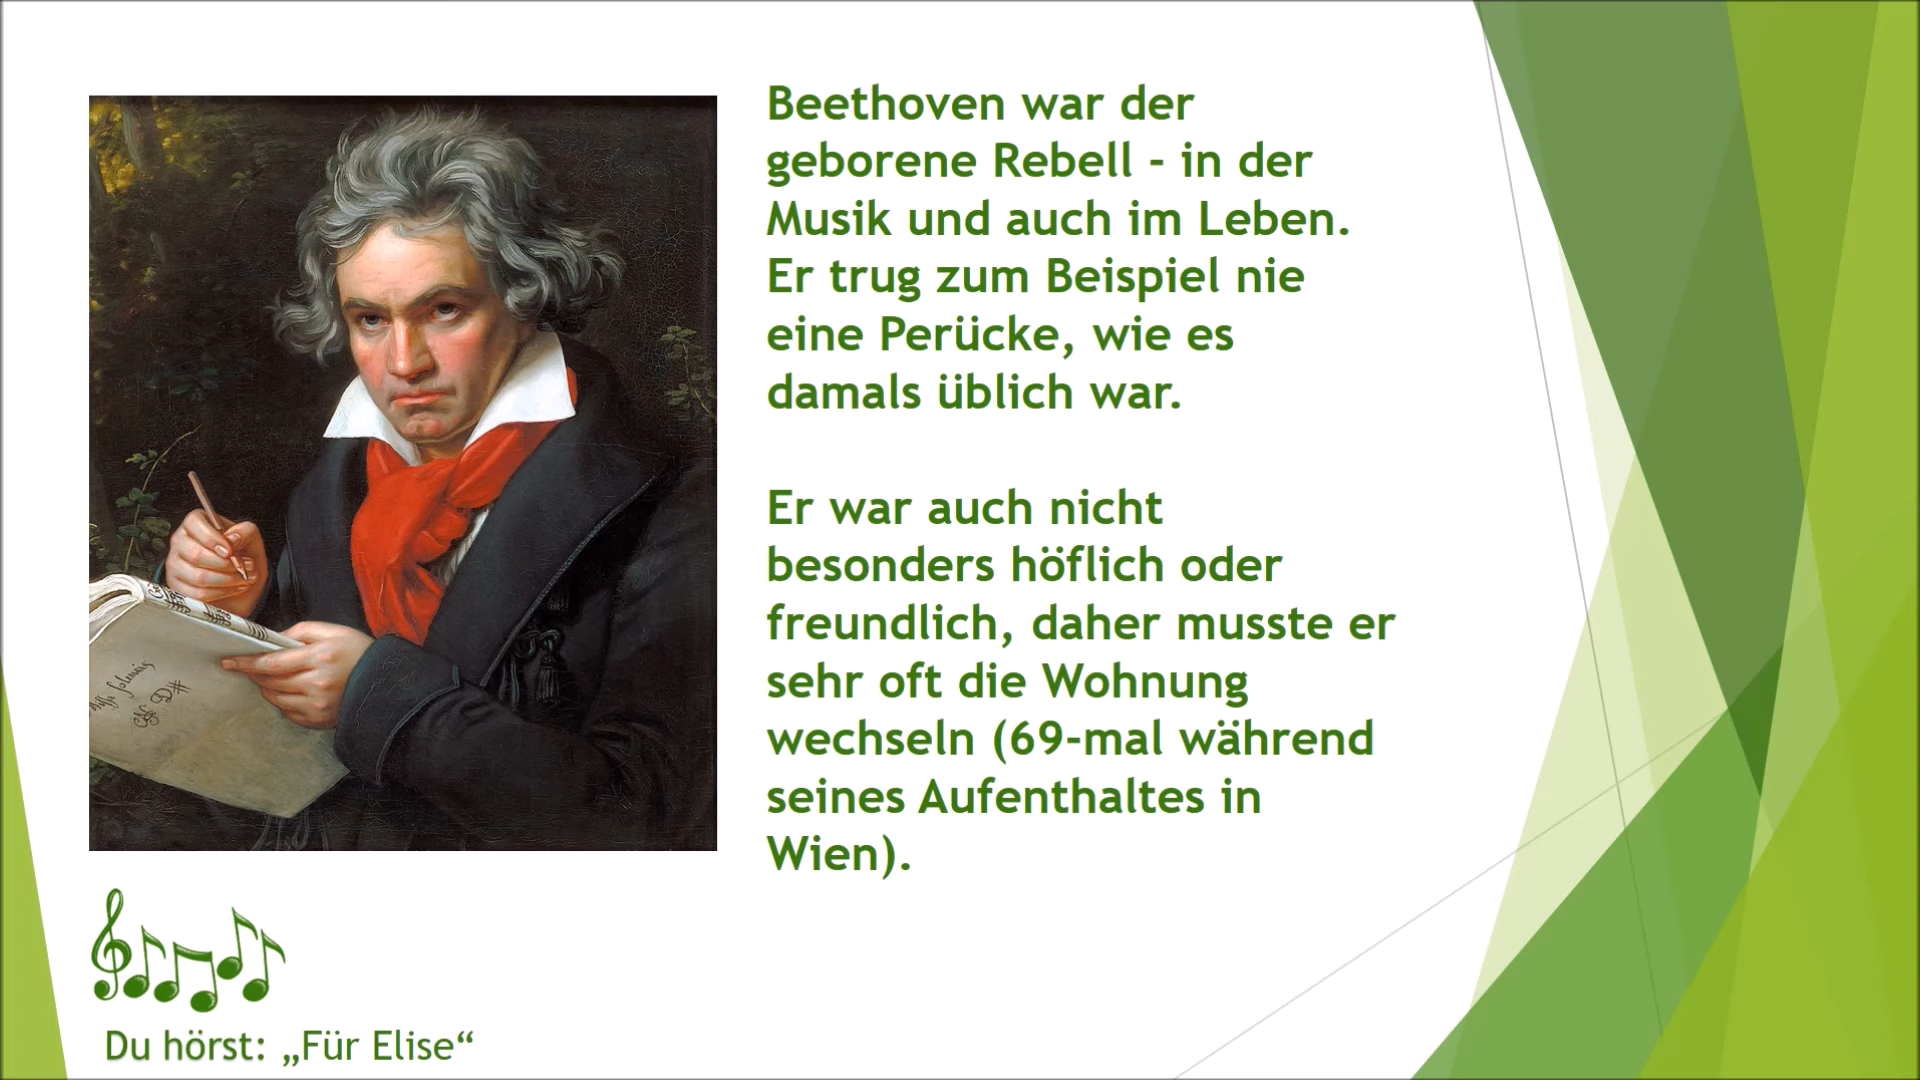 Beethoven war der
geborene Rebell - in der
Musik und auch im Leben.
Er trug zum Beispiel nie
eine Perücke, wie es
damals üblich war.
Er war auch nicht
besonders höflich oder
freundlich, daher musste er
sehr oft die Wohnung
wechseln (69-mal während
seines Aufenthaltes in
Wien).
Du hörst: „Für Elise“